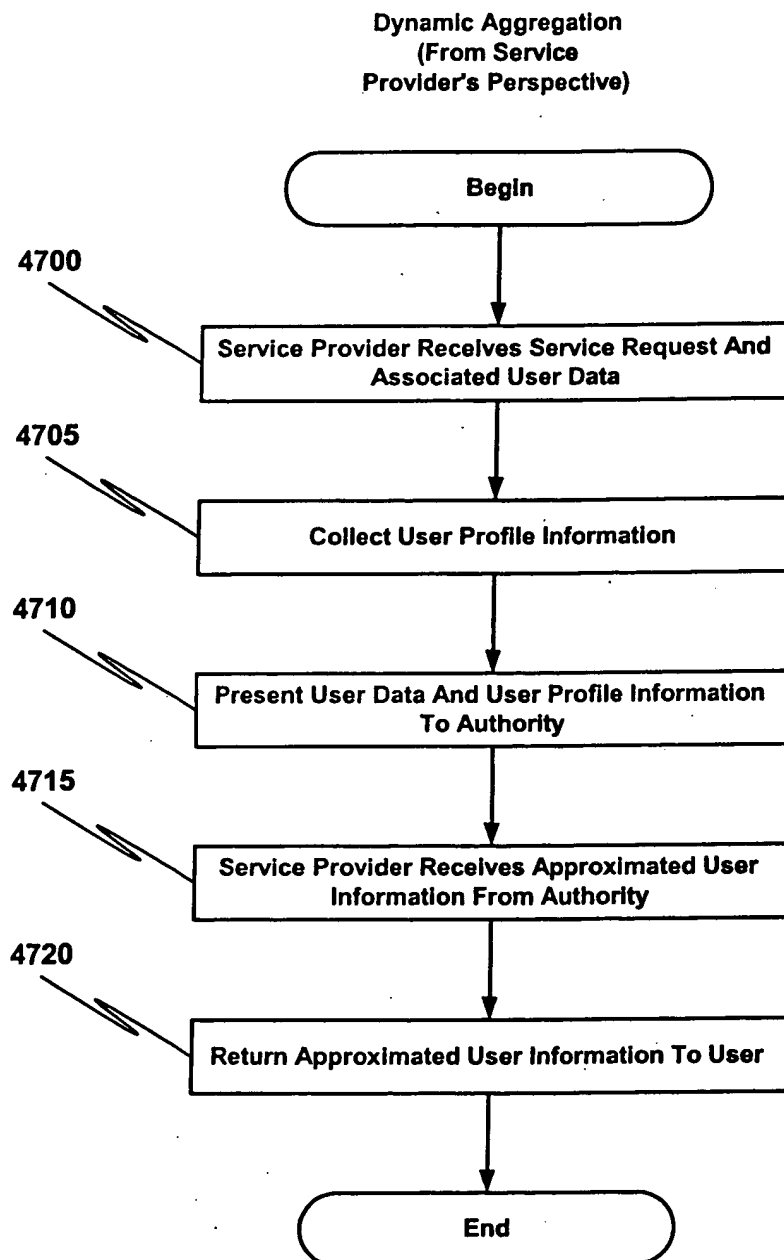 Dynamic Aggregation
(From Service
Provider's Perspective)
Begin
4700
Service Provider Receives Service Request And
Associated User Data
4705
Collect User Profile Information
4710
Present User Data And User Profile Information
To Authority
4715
Service Provider Receives Approximated User
Information From Authority
4720
Return Approximated User Information To User
End